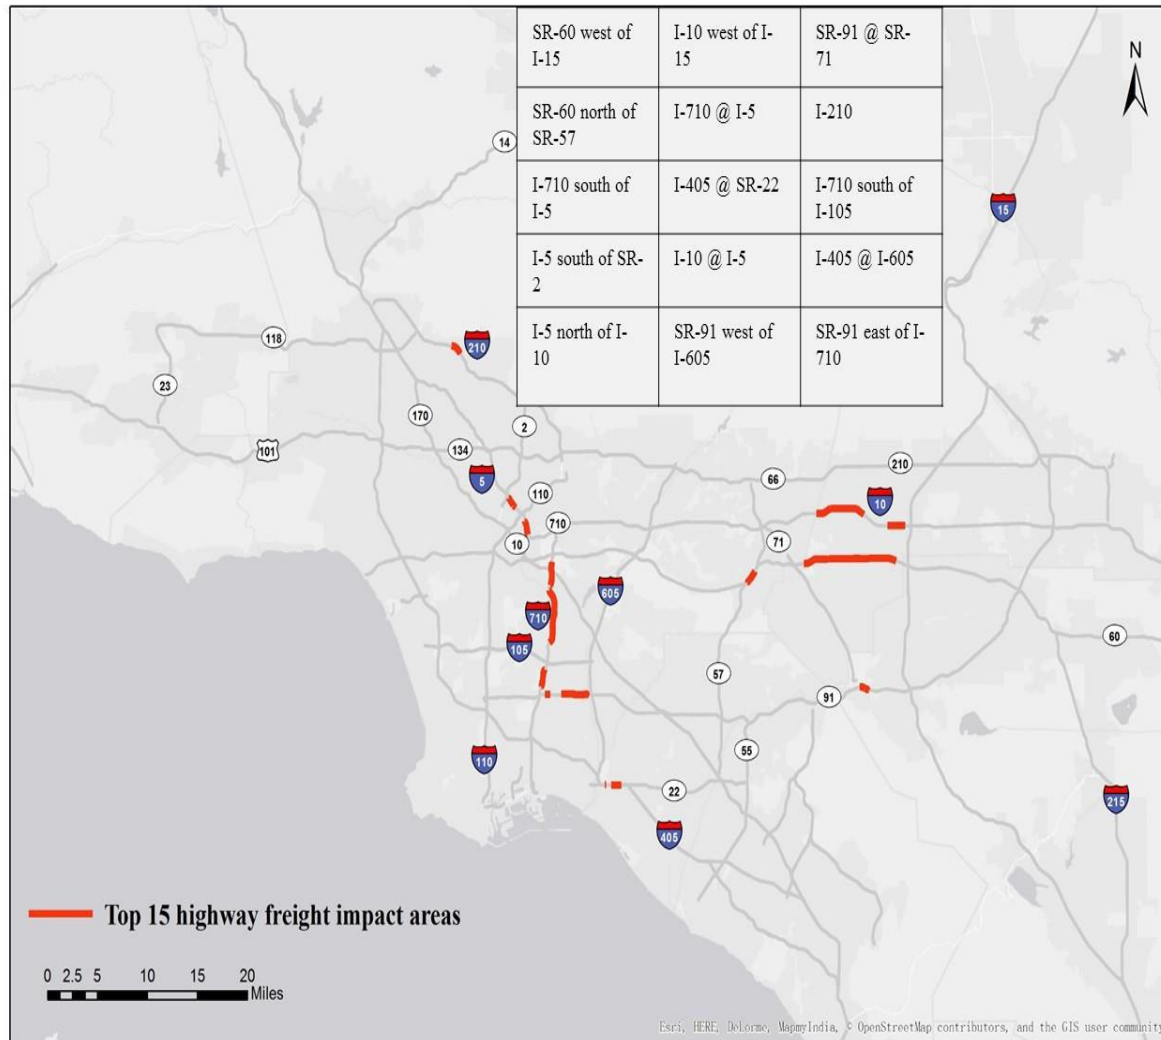 SR-60 west of
I-15
I-10 west of I-
15
SR-91 @ SR-
71
SR-60 north of
SR-57
I-710 @ I-5
I-210
I-710 south of
I-5
I-405 @ SR-22
I-710 south of
I-105
I-5 south of SR-
2
I-10 @ I-5
I-405 @ I-605
I-5 north of I-
10
SR-91 west of
I-605
SR-91 east of I-
710
N
14
15
118
210
23
170
2
101
134
5
110
66
210
10
710
10
71
605
710
105
60
57
91
55
110
22
215
405
Top 15 highway freight impact areas
0 2.5 5 10 15 20
Miles
Esri, HERE, DeLorme, MapmyIndia, © OpenStreetMap contributors, and the GIS user community